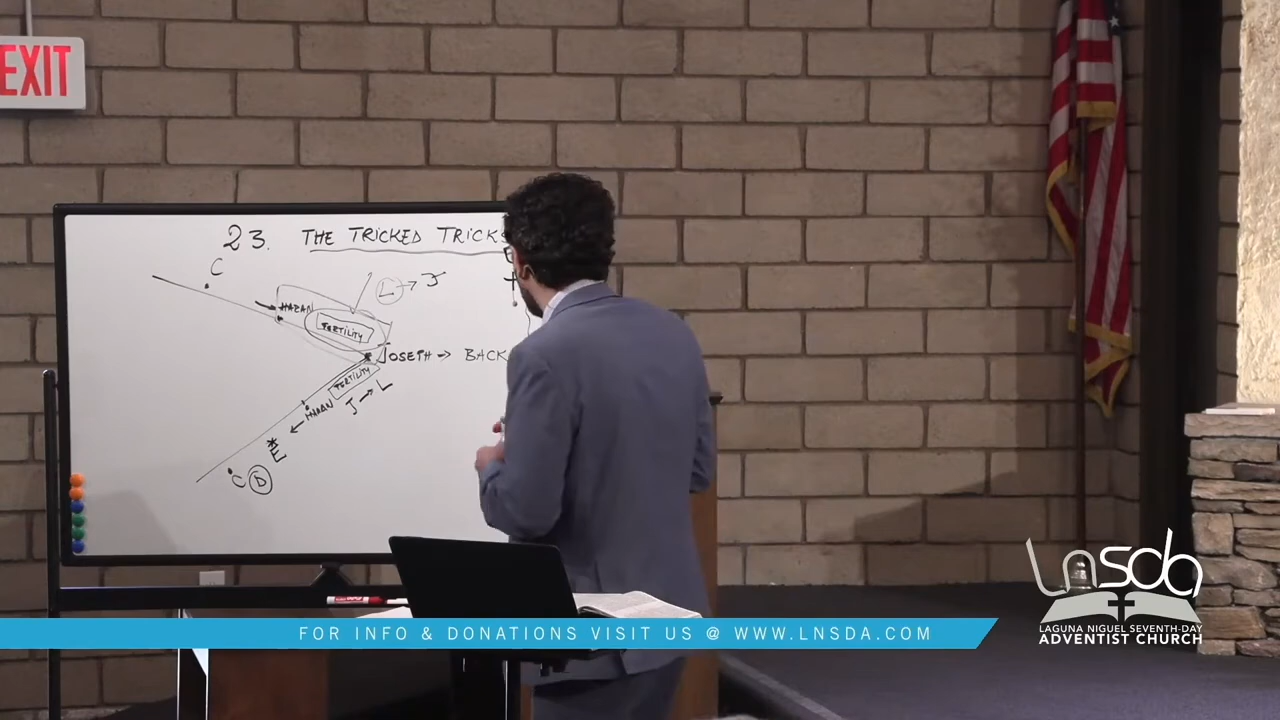 EXIT
23. THE TRICKED TRICKS
C
L → J
HARAN
FERTILITY
JOSEPH → BACK
FERTILITY
J → L
HARAN
*E
C D
lnsda
LAGUNA NIGUEL SEVENTH-DAY
ADVENTIST CHURCH
FOR INFO & DONATIONS VISIT US @ WWW.LNSDA.COM